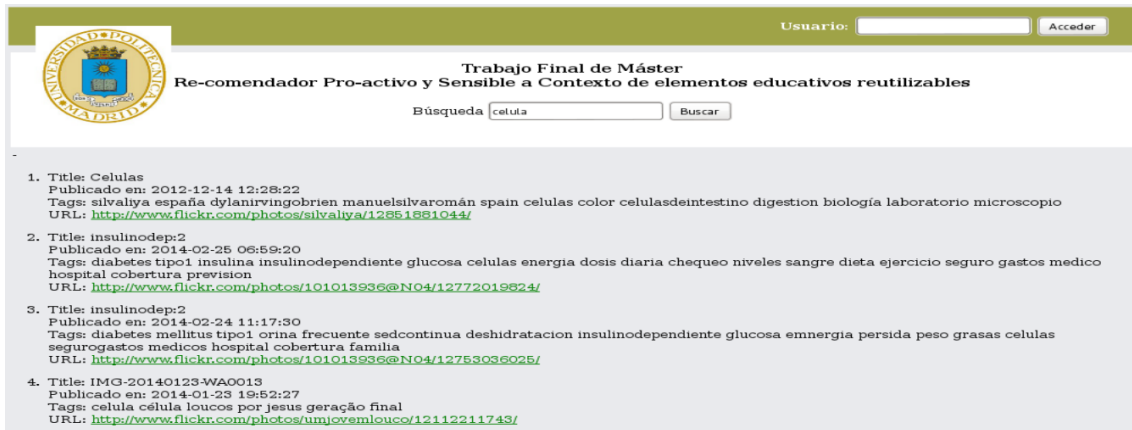 Usuario:
Acceder
UNIVERSIDAD POLITÉCNICA
MADRID
Trabajo Final de Máster
Re-comendador Pro-activo y Sensible a Contexto de elementos educativos reutilizables
Búsqueda celula Buscar
-
1. Title: Celulas
Publicado en: 2012-12-14 12:28:22
Tags: silvaliya españa dylanirvingobrien manuelsilvaromán spain celulas color celulasdeintestino digestion biología laboratorio microscopio
URL: http://www.flickr.com/photos/silvaliya/12851881044/
2. Title: insulinodep:2
Publicado en: 2014-02-25 06:59:20
Tags: diabetes tipo1 insulina insulinodependiente glucosa celulas energia dosis diaria chequeo niveles sangre dieta ejercicio seguro gastos medico
hospital cobertura prevision
URL: http://www.flickr.com/photos/101013936@N04/12772019824/
3. Title: insulinodep:2
Publicado en: 2014-02-24 11:17:30
Tags: diabetes mellitus tipo1 orina frecuente sedcontinua deshidratacion insulinodependiente glucosa emnergia persida peso grasas celulas
segurogastos medicos hospital cobertura familia
URL: http://www.flickr.com/photos/101013936@N04/12753036025/
4. Title: IMG-20140123-WA0013
Publicado en: 2014-01-23 19:52:27
Tags: celula célula loucos por jesus geração final
URL: http://www.flickr.com/photos/umjovemlouco/12112211743/